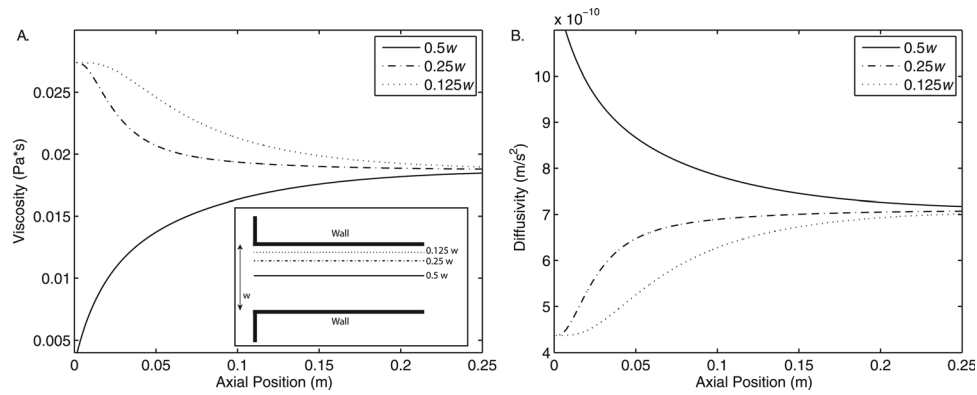 A.
0.5w
0.25w
0.125w
0.025
0.02
0.015
0.01
0.005
Viscosity (Pa*s)
0 0.05 0.1 0.15 0.2 0.25
Axial Position (m)
Wall
0.125 w
0.25 w
0.5 w
w
Wall
x 10⁻¹⁰
B.
0.5w
0.25w
0.125w
10
9
8
7
6
5
4
Diffusivity (m/s²)
0 0.05 0.1 0.15 0.2 0.25
Axial Position (m)